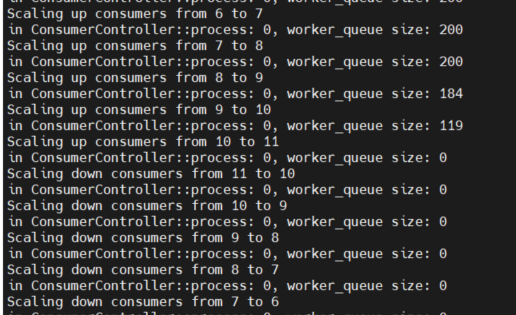 in ConsumerController::process: 0, worker_queue size: 200
Scaling up consumers from 6 to 7
in ConsumerController::process: 0, worker_queue size: 200
Scaling up consumers from 7 to 8
in ConsumerController::process: 0, worker_queue size: 200
Scaling up consumers from 8 to 9
in ConsumerController::process: 0, worker_queue size: 184
Scaling up consumers from 9 to 10
in ConsumerController::process: 0, worker_queue size: 119
Scaling up consumers from 10 to 11
in ConsumerController::process: 0, worker_queue size: 0
Scaling down consumers from 11 to 10
in ConsumerController::process: 0, worker_queue size: 0
Scaling down consumers from 10 to 9
in ConsumerController::process: 0, worker_queue size: 0
Scaling down consumers from 9 to 8
in ConsumerController::process: 0, worker_queue size: 0
Scaling down consumers from 8 to 7
in ConsumerController::process: 0, worker_queue size: 0
Scaling down consumers from 7 to 6